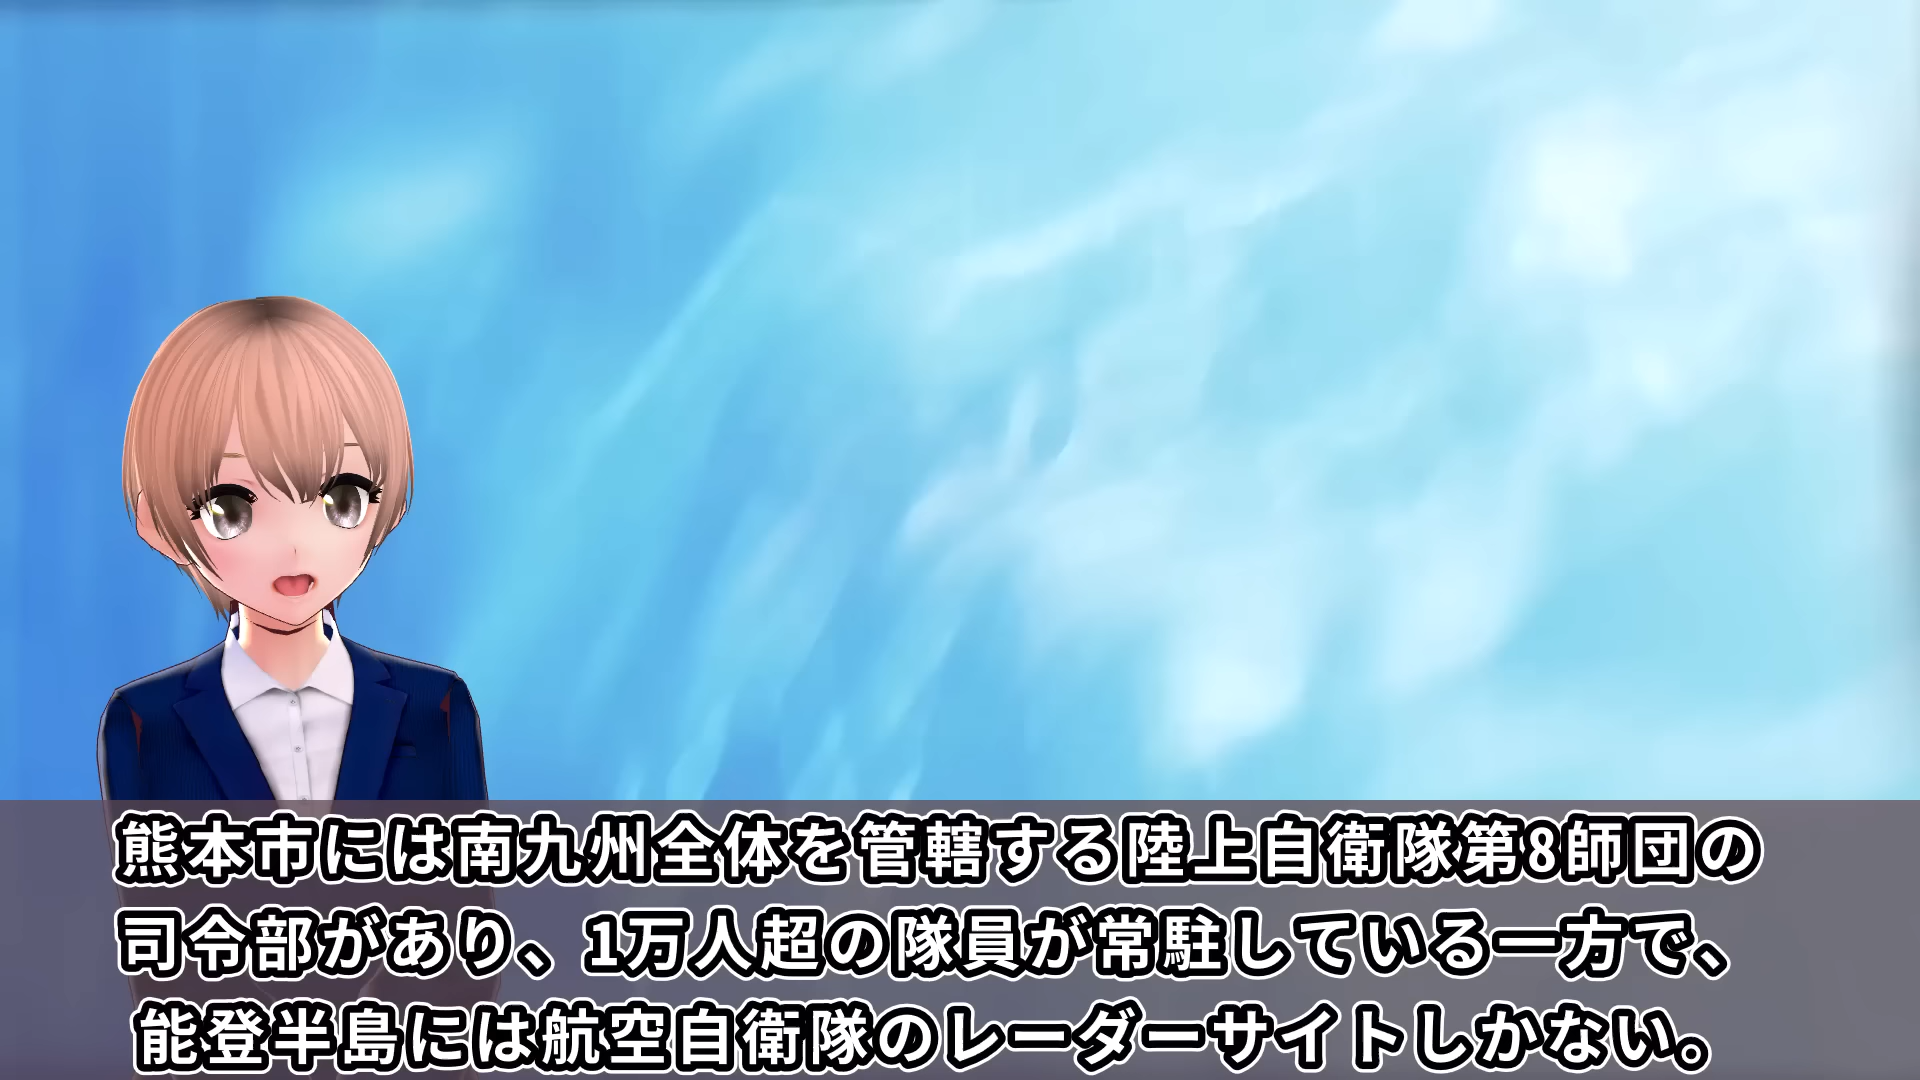 熊本市には南九州全体を管轄する陸上自衛隊第8師団の
司令部があり、1万人超の隊員が常駐している一方で、
能登半島には航空自衛隊のレーダーサイトしかない。